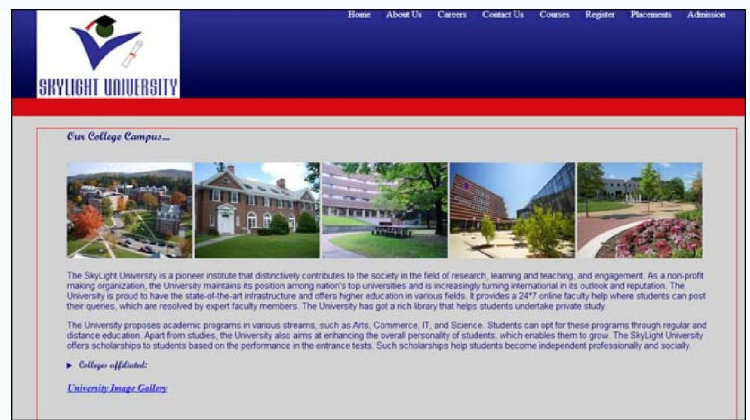 Home About Us Careers Contact Us Courses Register Placements Admission
SKYLIGHT UNIVERSITY
Our College Campus...
The SkyLight University is a pioneer institute that distinctively contributes to the society in the field of research, learning and teaching, and engagement. As a non-profit
making organization, the University maintains its position among nation's top universities and is increasingly turning international in its outlook and reputation. The
University is proud to have the state-of-the-art infrastructure and offers higher education in various fields. It provides a 24*7 online faculty help where students can post
their queries, which are resolved by expert faculty members. The University has got a rich library that helps students undertake private study.
The University proposes academic programs in various streams, such as Arts, Commerce, IT, and Science. Students can opt for these programs through regular and
distance education. Apart from studies, the University also aims at enhancing the overall personality of students, which enables them to grow. The SkyLight University
offers scholarships to students based on the performance in the entrance tests. Such scholarships help students become independent professionally and socially.
Colleges affiliated:
University Image Gallery